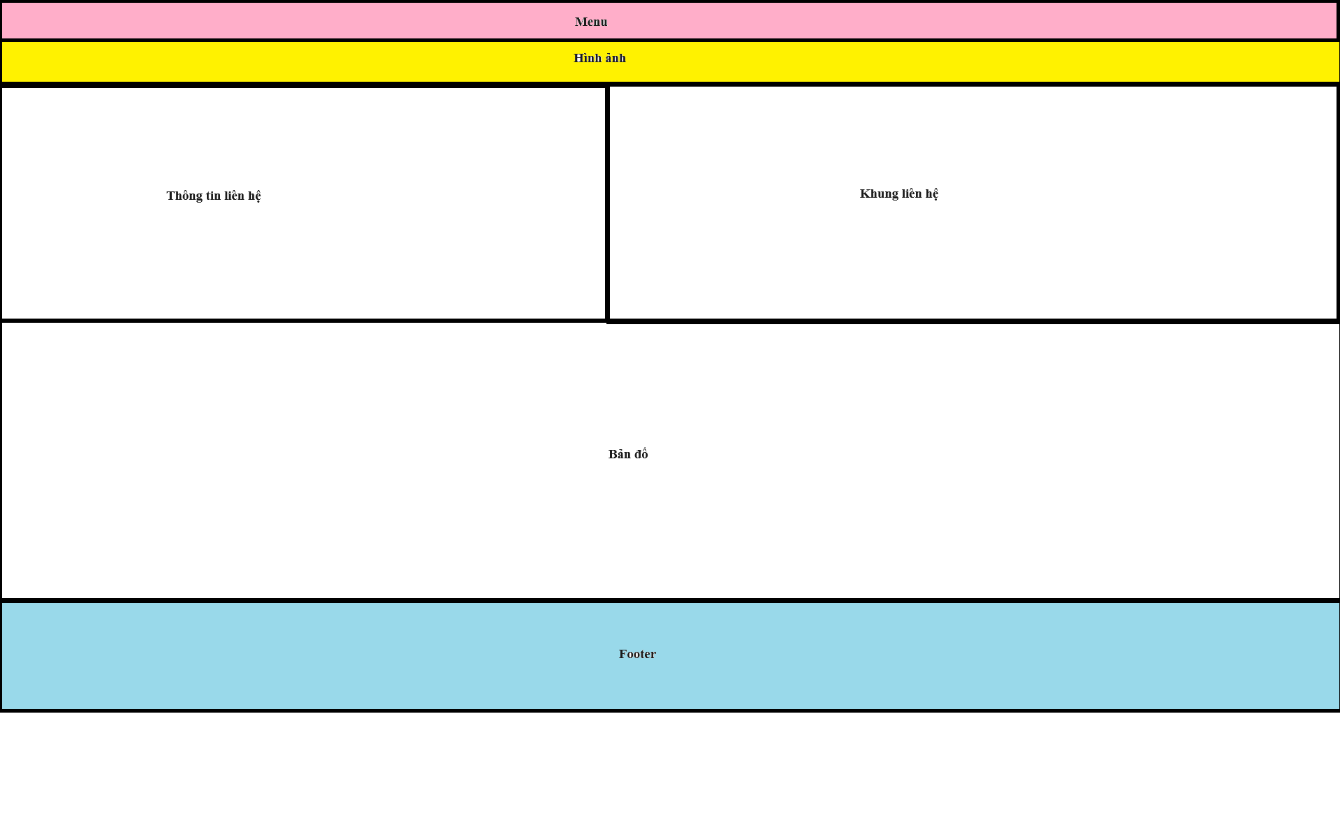 Menu
Hình ảnh
Thông tin liên hệ
Khung liên hệ
Bản đồ
Footer